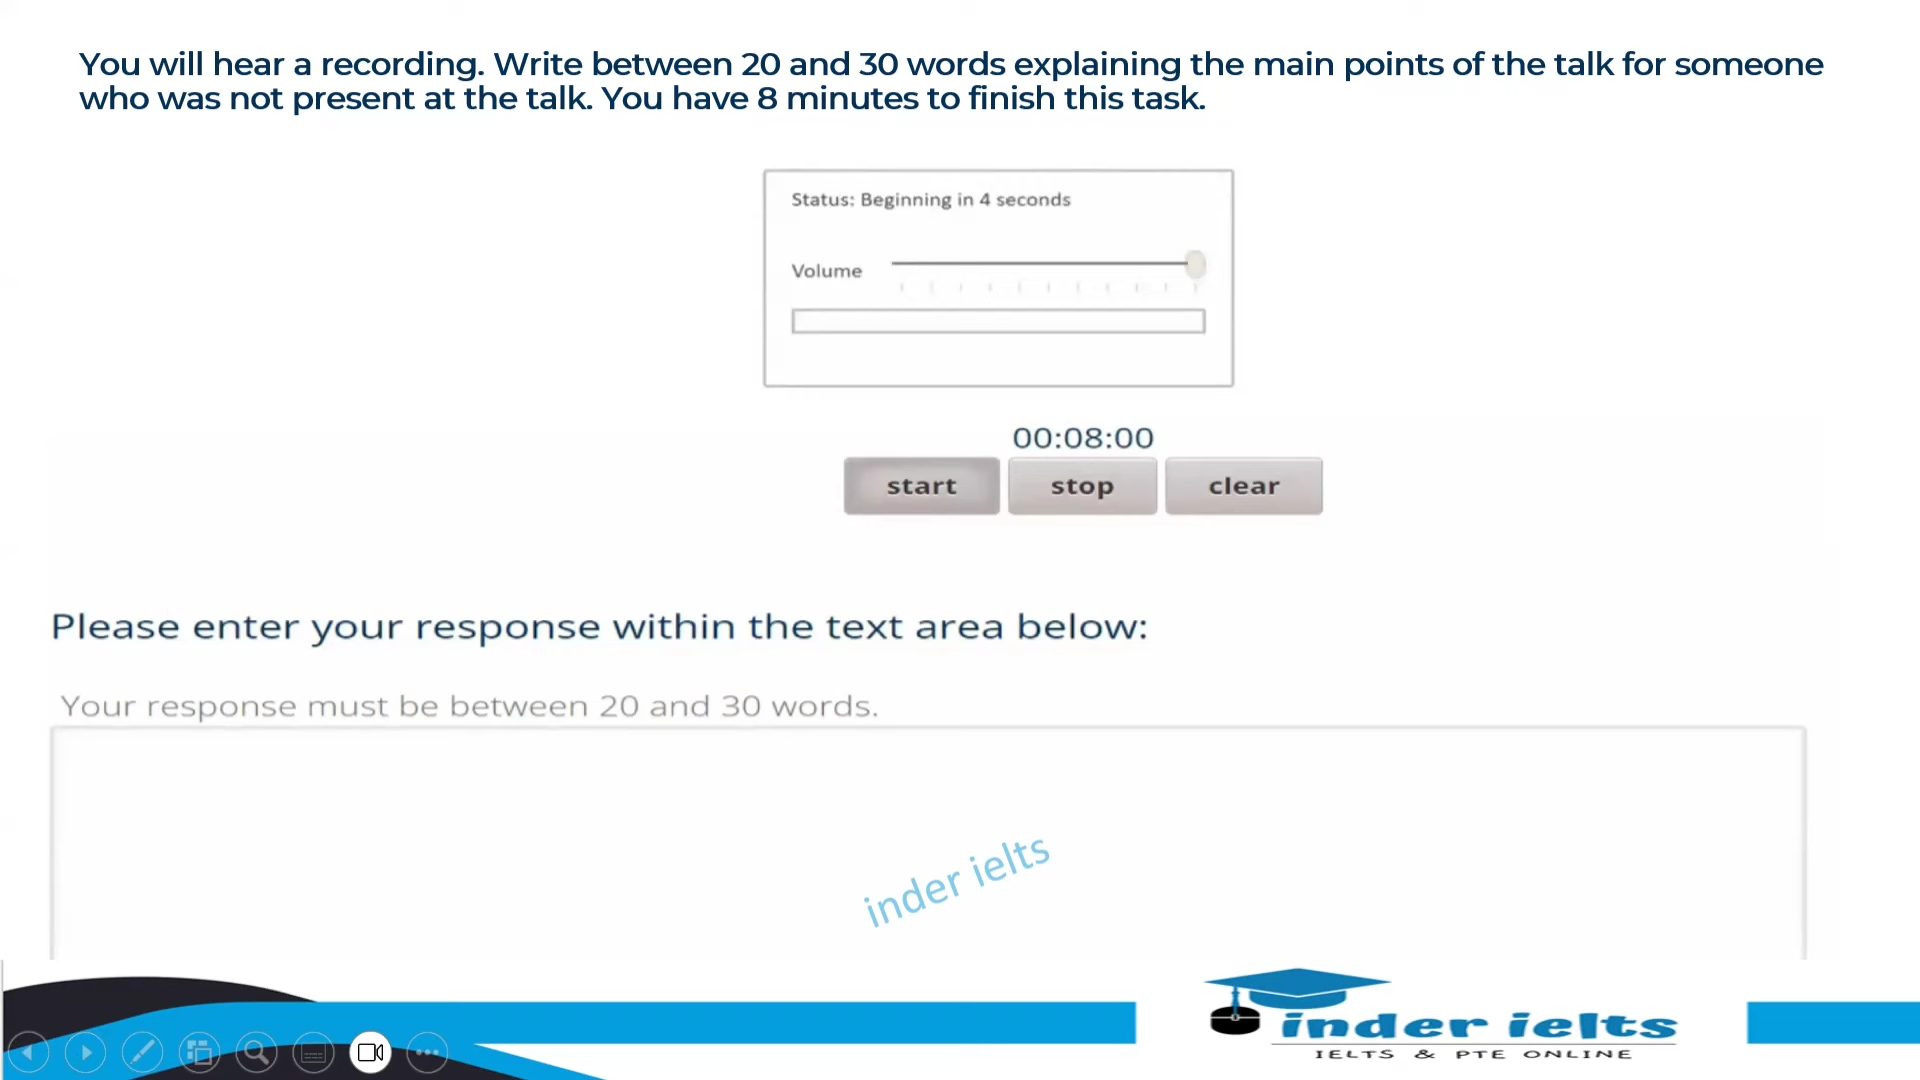 You will hear a recording. Write between 20 and 30 words explaining the main points of the talk for someone
who was not present at the talk. You have 8 minutes to finish this task.
Status: Beginning in 4 seconds
Volume
00:08:00
start stop clear
Please enter your response within the text area below:
Your response must be between 20 and 30 words.
inder ielts
inder ielts
IELTS & PTE ONLINE